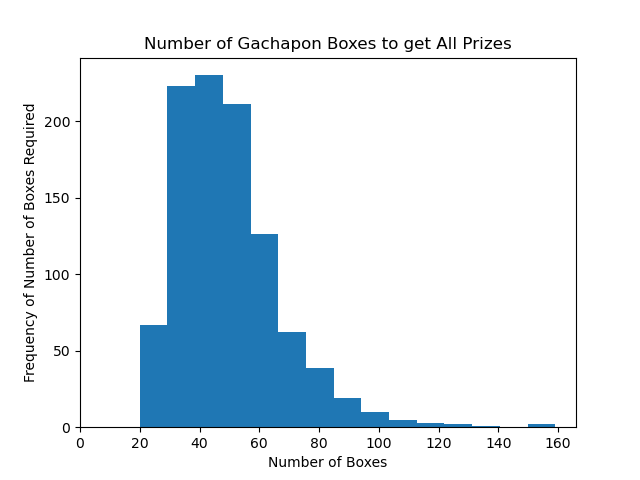 Number of Gachapon Boxes to get All Prizes
Frequency of Number of Boxes Required
200
150
100
50
0
0 20 40 60 80 100 120 140 160
Number of Boxes